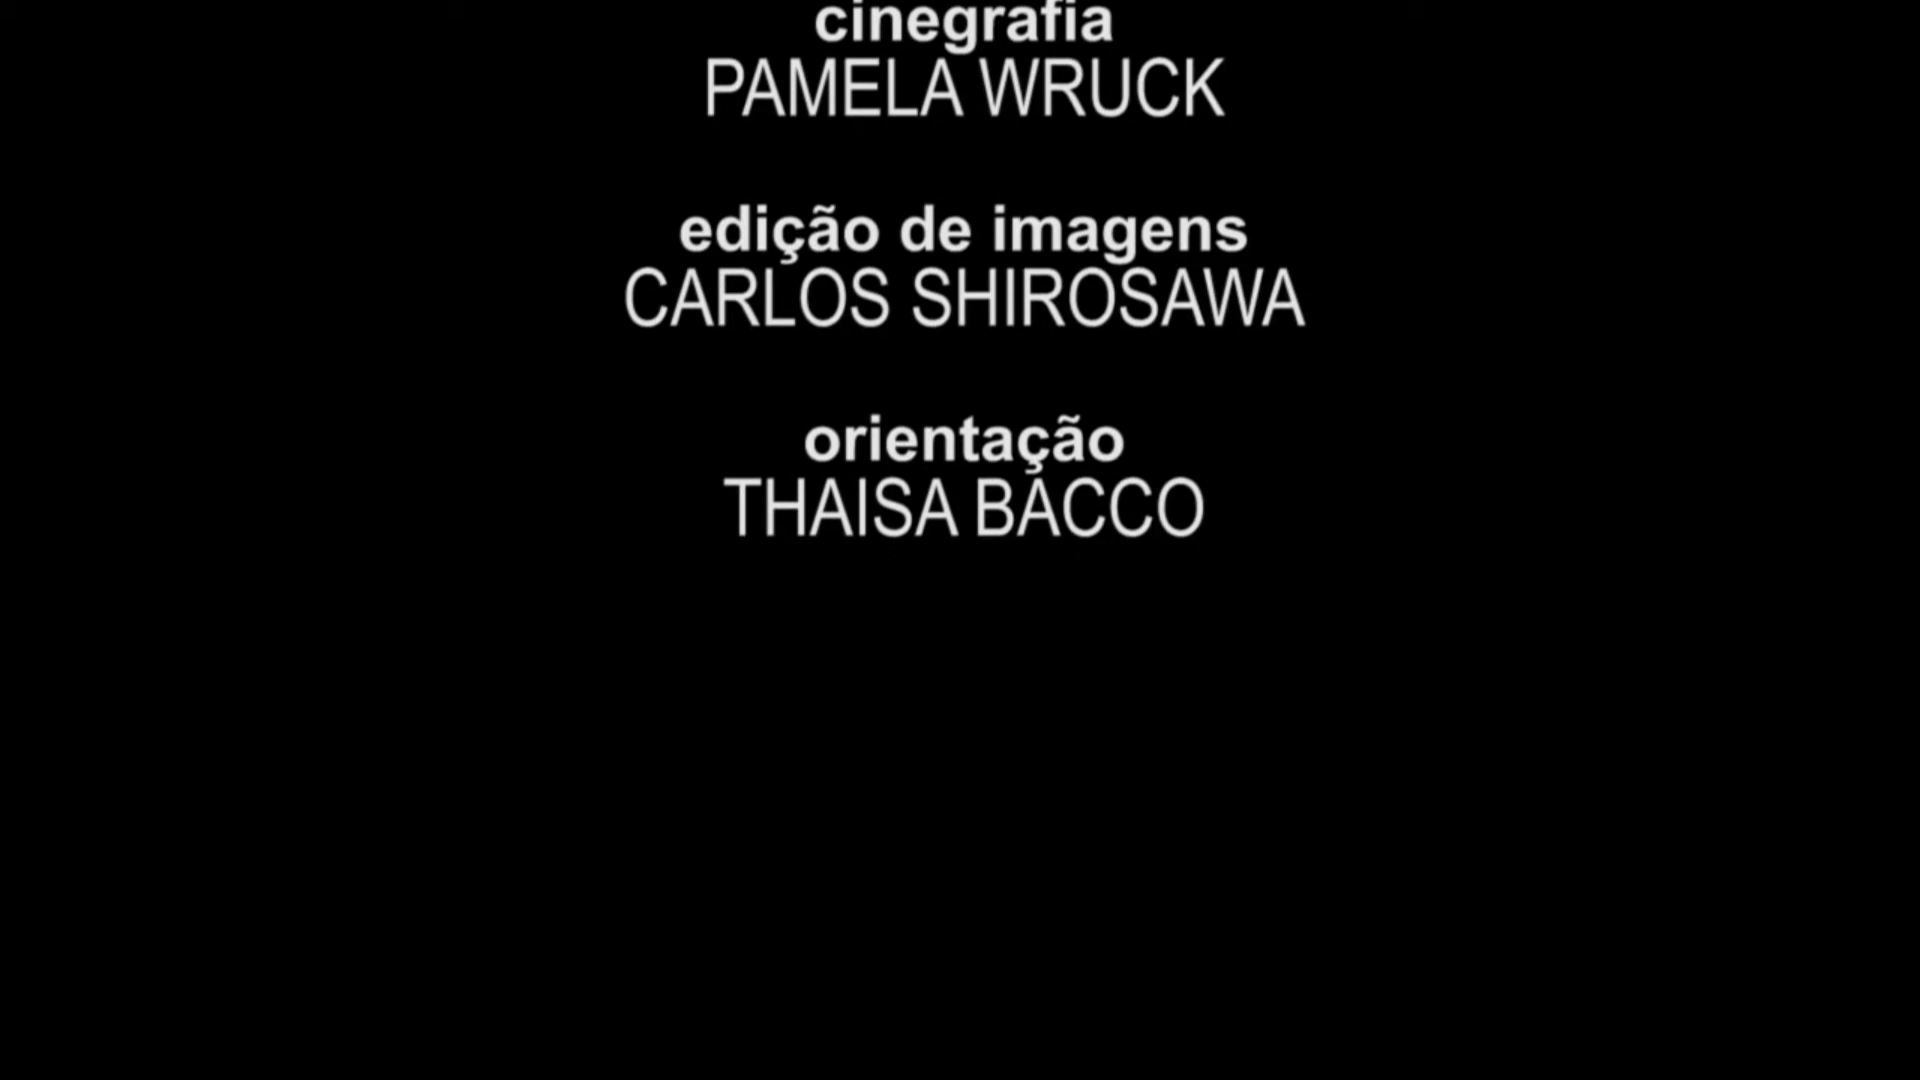 cinegrafia
PAMELA WRUCK
edição de imagens
CARLOS SHIROSAWA
orientação
THAISA BACCO